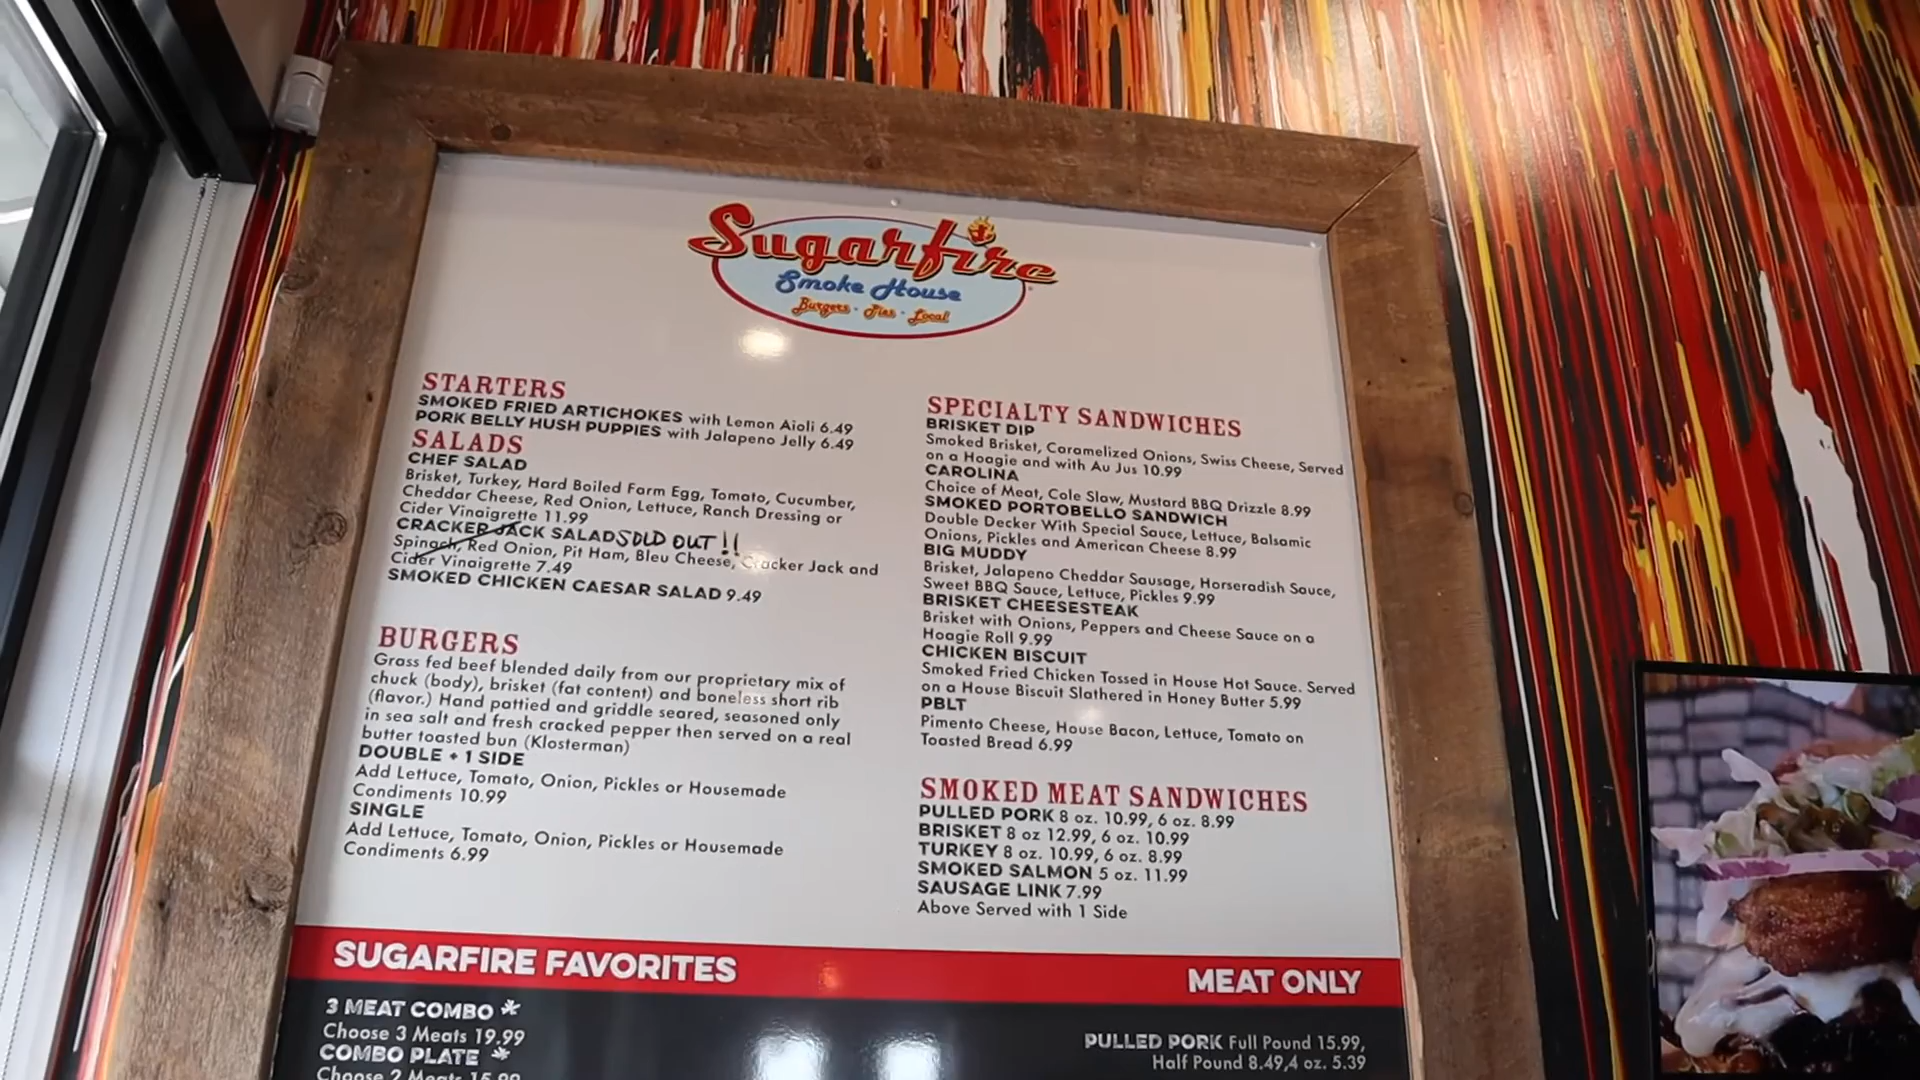 Sugarfire
Smoke House
Burgers · Pies · Local
STARTERS
SMOKED FRIED ARTICHOKES with Lemon Aioli 6.49
PORK BELLY HUSH PUPPIES with Jalapeno Jelly 6.49
SALADS
CHEF SALAD
Brisket, Turkey, Hard Boiled Farm Egg, Tomato, Cucumber,
Cheddar Cheese, Red Onion, Lettuce, Ranch Dressing or
Cider Vinaigrette 11.99
CRACKER JACK SALAD SOLD OUT !!
Spinach, Red Onion, Pit Ham, Bleu Cheese, Cracker Jack and
Cider Vinaigrette 7.49
SMOKED CHICKEN CAESAR SALAD 9.49
BURGERS
Grass fed beef blended daily from our proprietary mix of
chuck (body), brisket (fat content) and boneless short rib
(flavor.) Hand pattied and griddle seared, seasoned only
in sea salt and fresh cracked pepper then served on a real
butter toasted bun (Klosterman)
DOUBLE + 1 SIDE
Add Lettuce, Tomato, Onion, Pickles or Housemade
Condiments 10.99
SINGLE
Add Lettuce, Tomato, Onion, Pickles or Housemade
Condiments 6.99
SPECIALTY SANDWICHES
BRISKET DIP
Smoked Brisket, Caramelized Onions, Swiss Cheese, Served
on a Hoagie and with Au Jus 10.99
CAROLINA
Choice of Meat, Cole Slaw, Mustard BBQ Drizzle 8.99
SMOKED PORTOBELLO SANDWICH
Double Decker With Special Sauce, Lettuce, Balsamic
Onions, Pickles and American Cheese 8.99
BIG MUDDY
Brisket, Jalapeno Cheddar Sausage, Horseradish Sauce,
Sweet BBQ Sauce, Lettuce, Pickles 9.99
BRISKET CHEESESTEAK
Brisket with Onions, Peppers and Cheese Sauce on a
Hoagie Roll 9.99
CHICKEN BISCUIT
Smoked Fried Chicken Tossed in House Hot Sauce. Served
on a House Biscuit Slathered in Honey Butter 5.99
PBLT
Pimento Cheese, House Bacon, Lettuce, Tomato on
Toasted Bread 6.99
SMOKED MEAT SANDWICHES
PULLED PORK 8 oz. 10.99, 6 oz. 8.99
BRISKET 8 oz 12.99, 6 oz. 10.99
TURKEY 8 oz. 10.99, 6 oz. 8.99
SMOKED SALMON 5 oz. 11.99
SAUSAGE LINK 7.99
Above Served with 1 Side
SUGARFIRE FAVORITES
3 MEAT COMBO *
Choose 3 Meats 19.99
COMBO PLATE *
Choose 2 Meats 15.99
MEAT ONLY
PULLED PORK Full Pound 15.99,
Half Pound 8.49,4 oz. 5.39